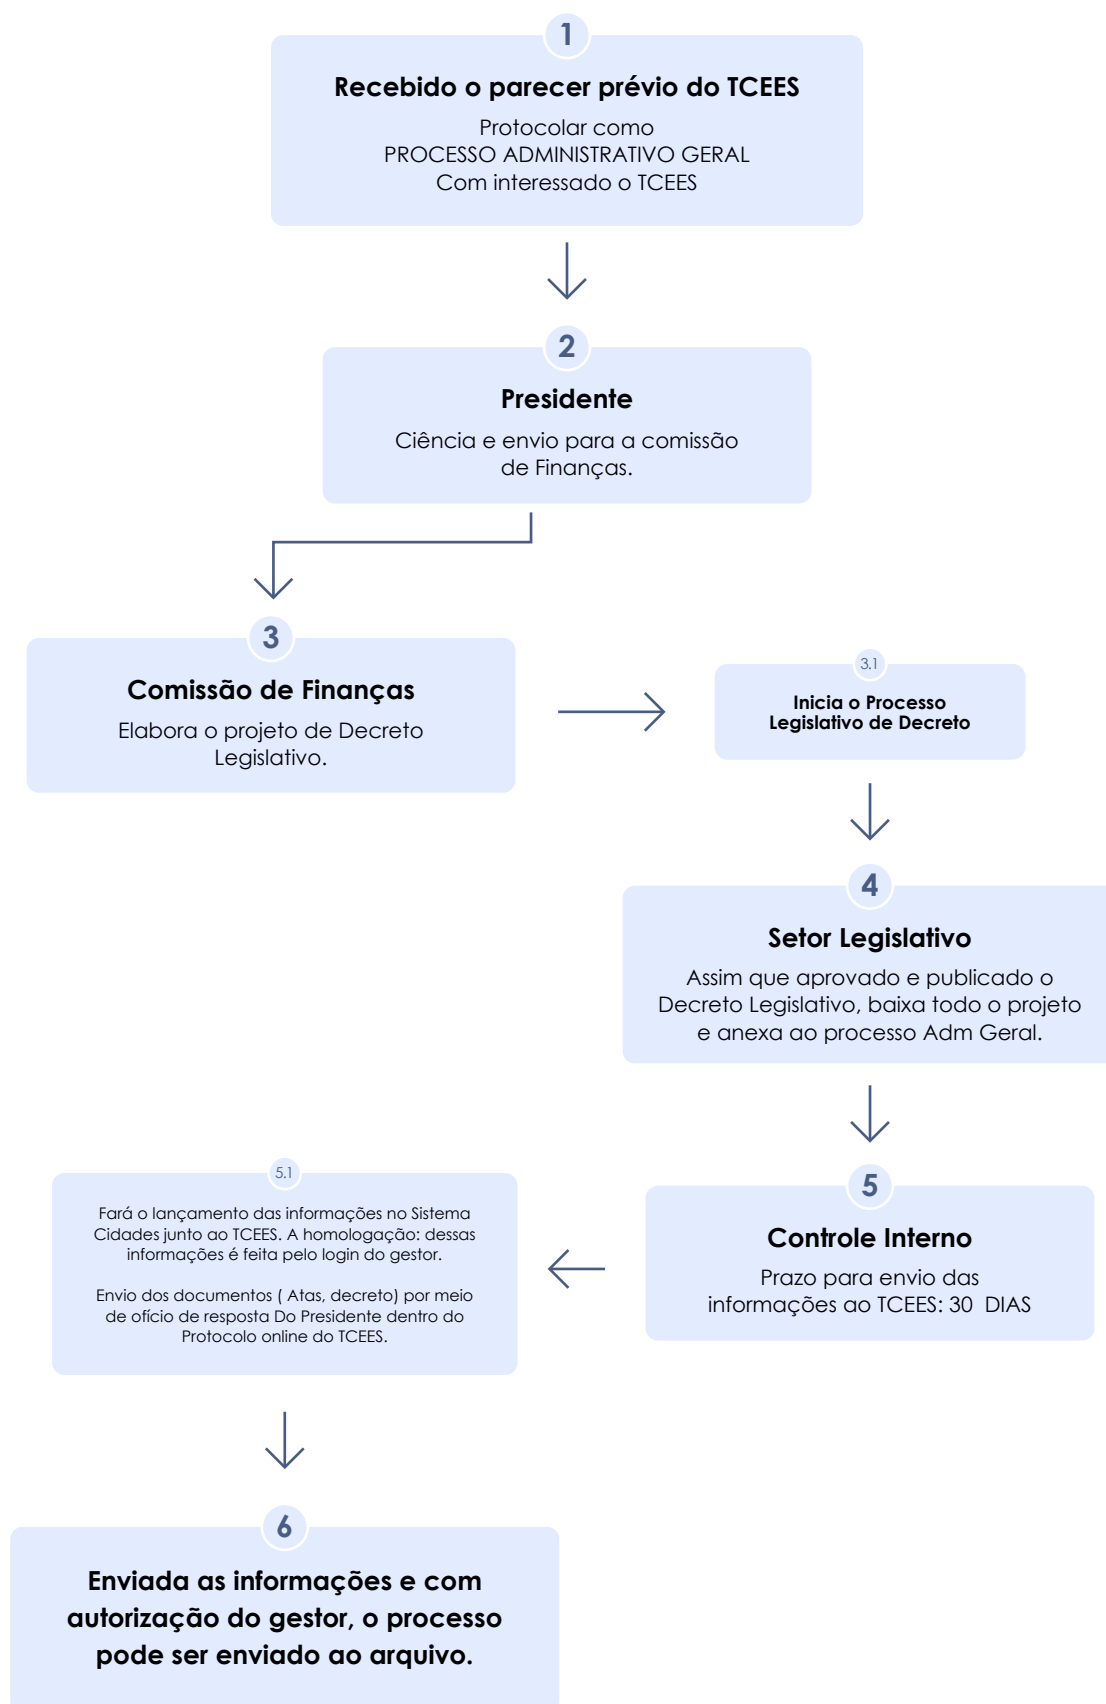 1
Recebido o parecer prévio do TCEES
Protocolar como
PROCESSO ADMINISTRATIVO GERAL
Com interessado o TCEES
2
Presidente
Ciência e envio para a comissão
de Finanças.
3
Comissão de Finanças
Elabora o projeto de Decreto
Legislativo.
3.1
Inicia o Processo
Legislativo de Decreto
4
Setor Legislativo
Assim que aprovado e publicado o
Decreto Legislativo, baixa todo o projeto
e anexa ao processo Adm Geral.
5
Controle Interno
Prazo para envio das
informações ao TCEES: 30 DIAS
5.1
Fará o lançamento das informações no Sistema
Cidades junto ao TCEES. A homologação: dessas
informações é feita pelo login do gestor.
Envio dos documentos ( Atas, decreto) por meio
de ofício de resposta Do Presidente dentro do
Protocolo online do TCEES.
6
Enviada as informações e com
autorização do gestor, o processo
pode ser enviado ao arquivo.